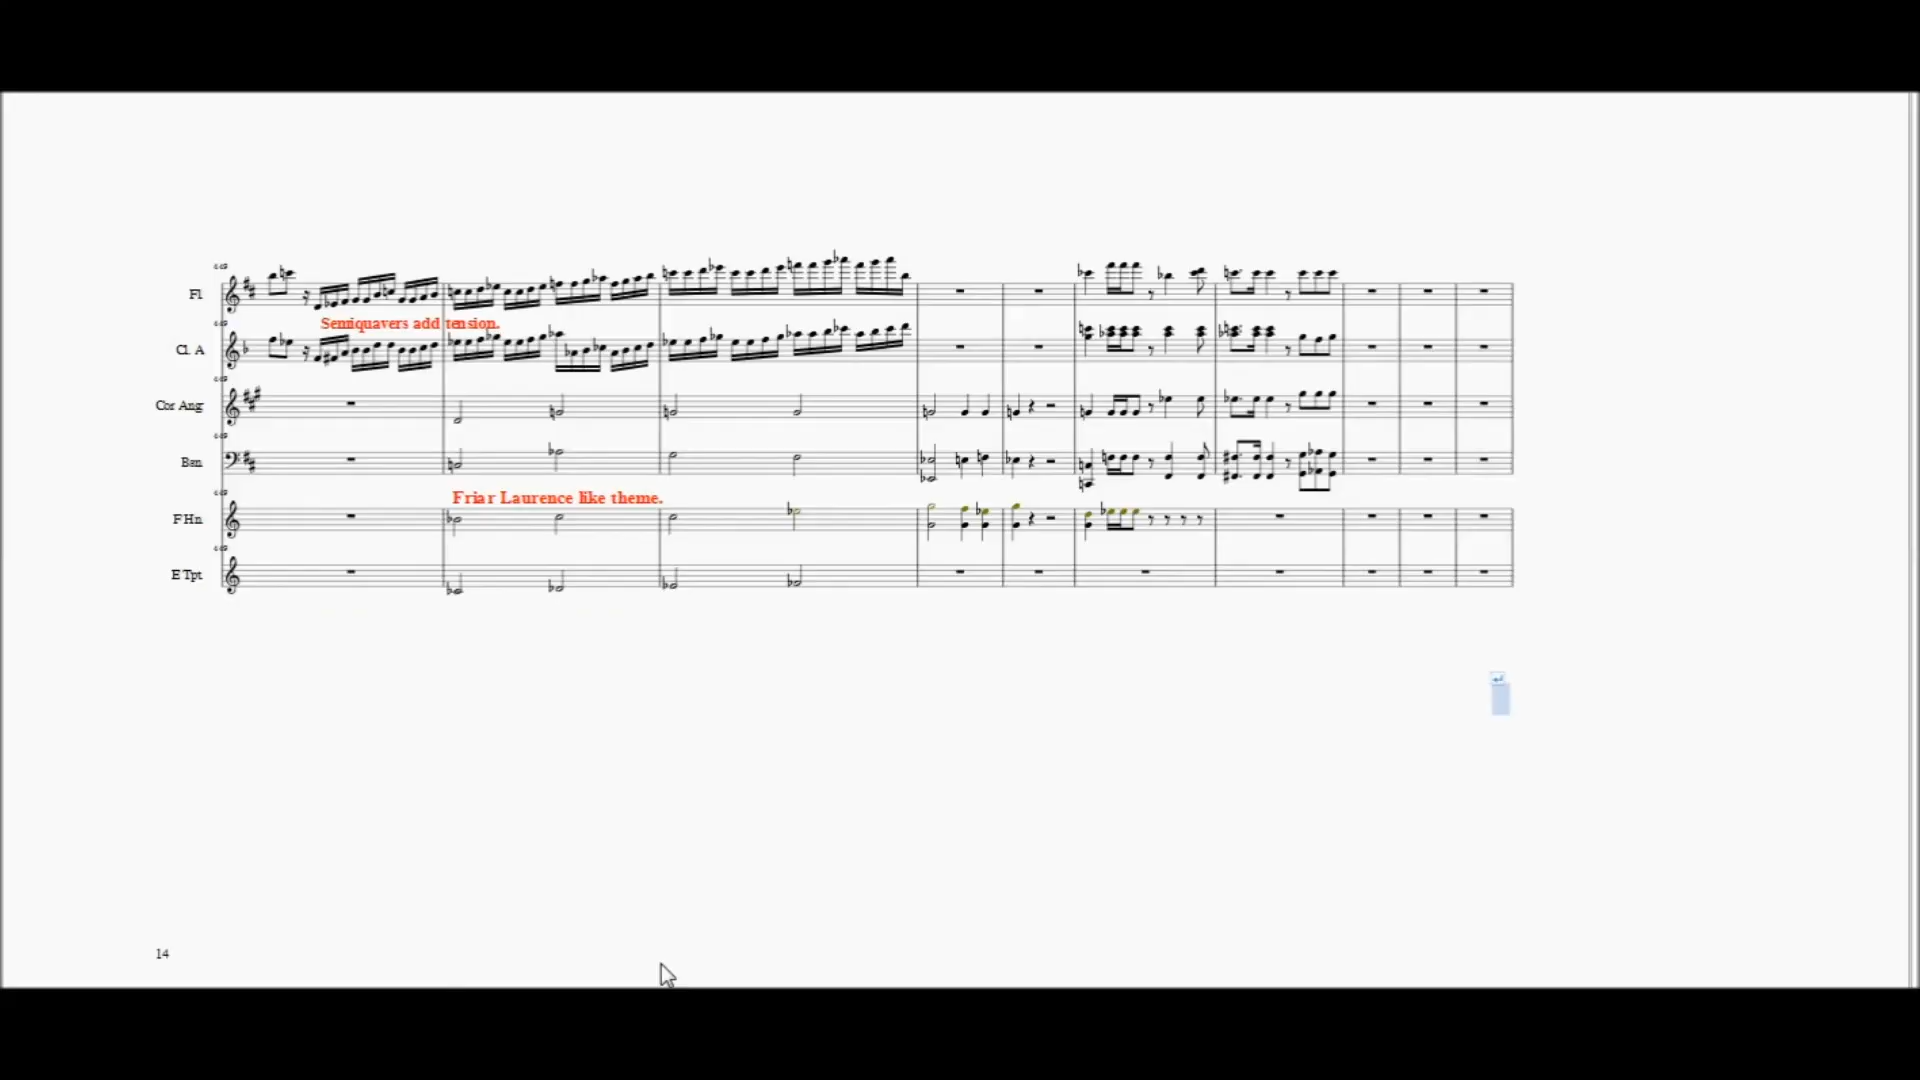 Fl
Semiquavers add tension.
Cl. A
Cor Ang
Bsn
Friar Laurence like theme.
F Hn
E Tpt
14